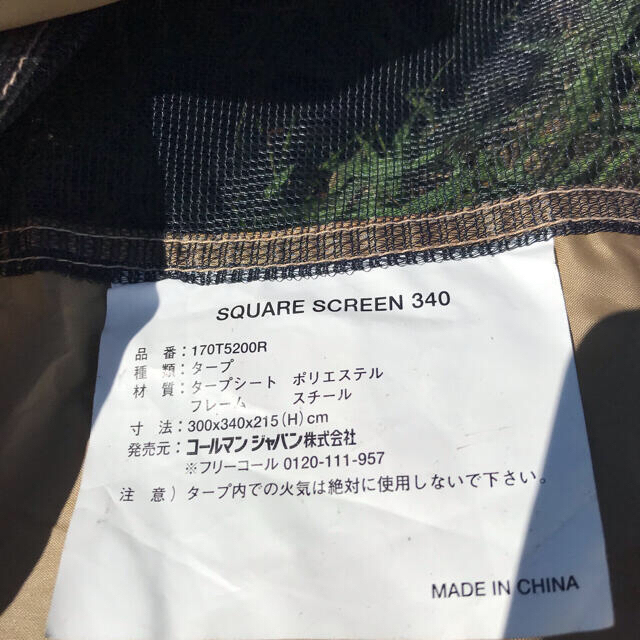 SQUARE SCREEN 340
品 番：170T5200R
種 類：タープ
材 質：タープシート ポリエステル
フレーム スチール
寸 法：300x340x215(H)cm
発売元：コールマン ジャパン株式会社
※フリーコール 0120-111-957
注 意) タープ内での火気は絶対に使用しないで下さい。
MADE IN CHINA